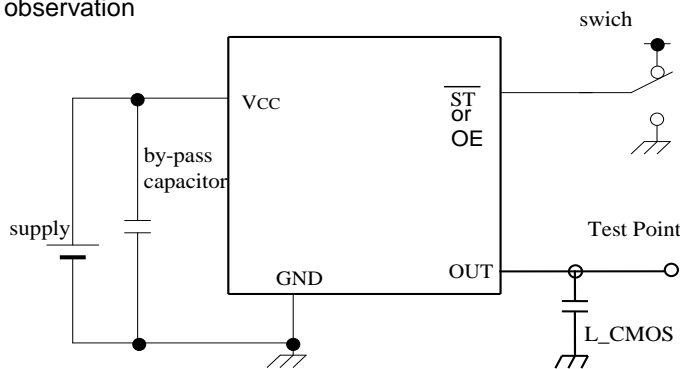 observation
swich
VCC
ST
or
OE
by-pass
capacitor
supply
Test Point
GND
OUT
L_CMOS